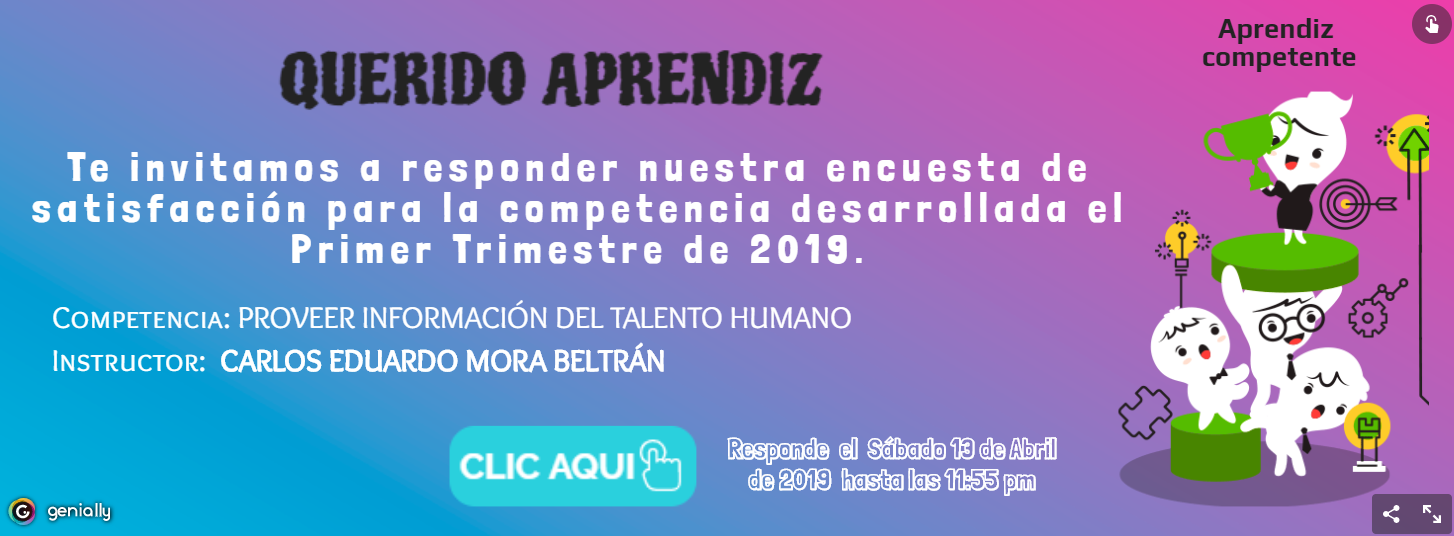 Aprendiz
competente
QUERIDO APRENDIZ
Te invitamos a responder nuestra encuesta de
satisfacción para la competencia desarrollada el
Primer Trimestre de 2019.
Competencia: PROVEER INFORMACIÓN DEL TALENTO HUMANO
Instructor: CARLOS EDUARDO MORA BELTRÁN
CLIC AQUI
Responde el Sábado 13 de Abril
de 2019 hasta las 11:55 pm
genially